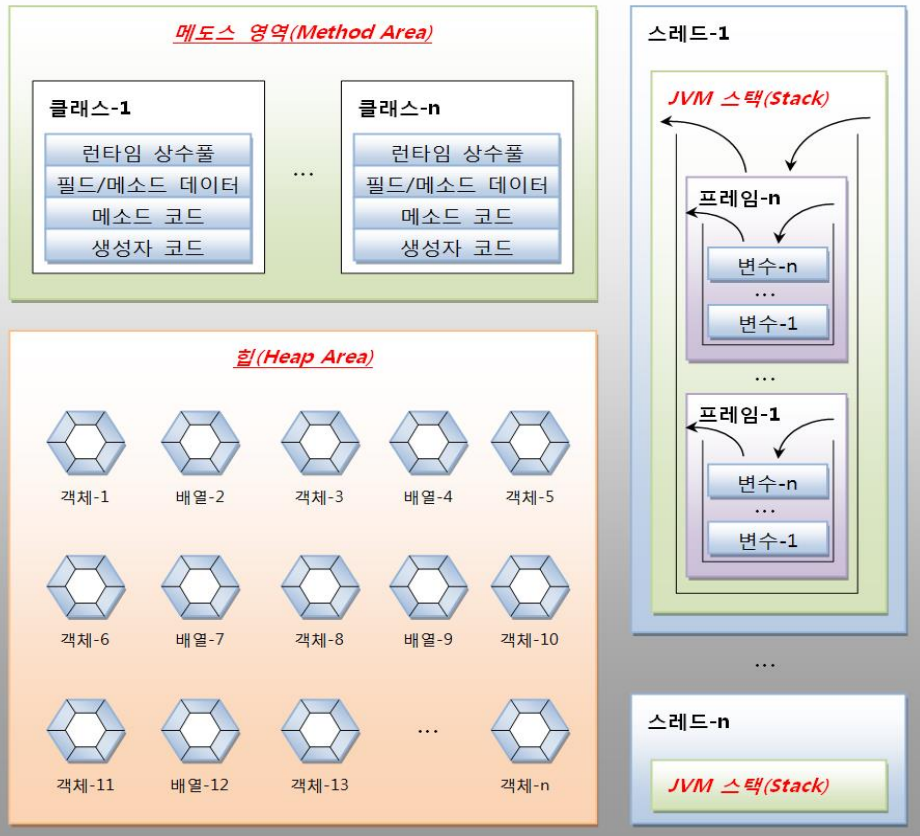 메도스 영역(Method Area)
클래스-1
런타임 상수풀
필드/메소드 데이터
메소드 코드
생성자 코드
...
클래스-n
런타임 상수풀
필드/메소드 데이터
메소드 코드
생성자 코드
힙(Heap Area)
객체-1
배열-2
객체-3
배열-4
객체-5
객체-6
배열-7
객체-8
배열-9
객체-10
객체-11
배열-12
객체-13
...
객체-n
스레드-1
JVM 스택(Stack)
프레임-n
변수-n
...
변수-1
...
프레임-1
변수-n
...
변수-1
...
스레드-n
JVM 스택(Stack)